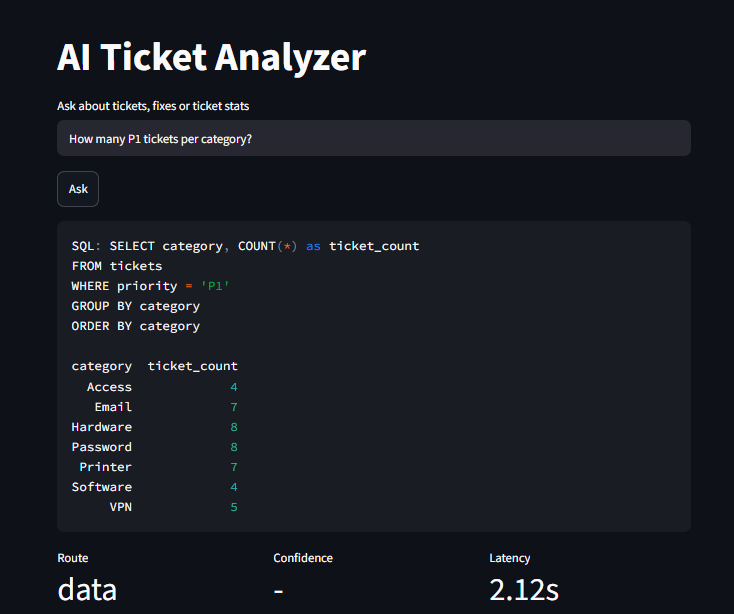 AI Ticket Analyzer
Ask about tickets, fixes or ticket stats
How many P1 tickets per category?
Ask
SQL: SELECT category, COUNT(*) as ticket_count
FROM tickets
WHERE priority = 'P1'
GROUP BY category
ORDER BY category
category ticket_count
Access 4
Email 7
Hardware 8
Password 8
Printer 7
Software 4
VPN 5
Route Confidence Latency
data - 2.12s